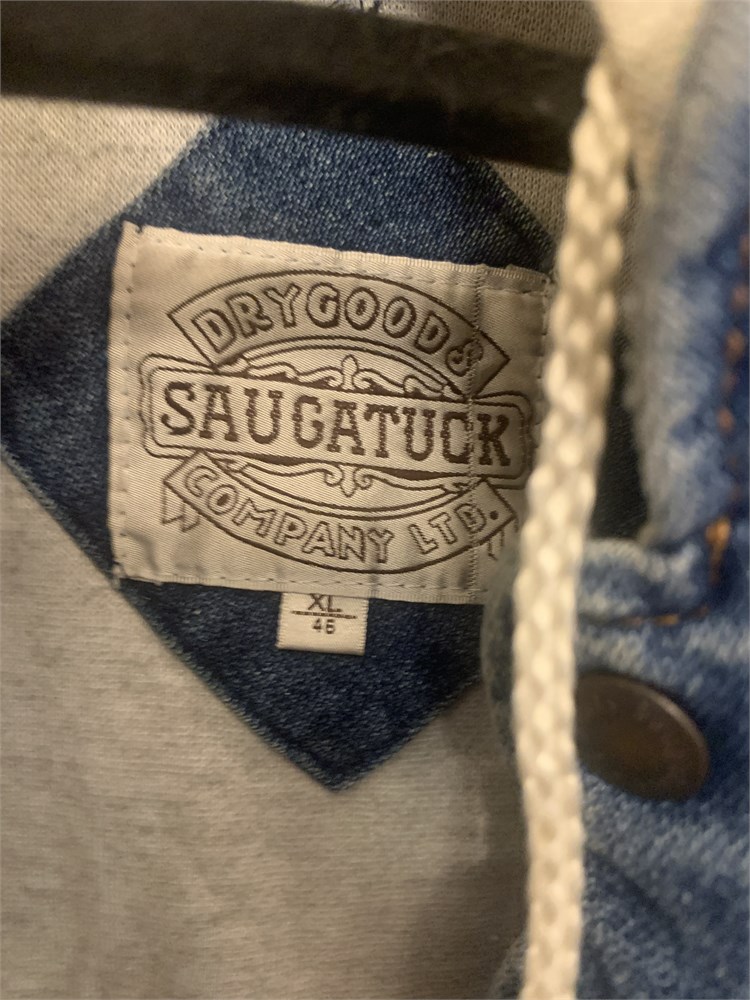 DRYGOODS
SAUGATUCK
COMPANY LTD.
XL
46